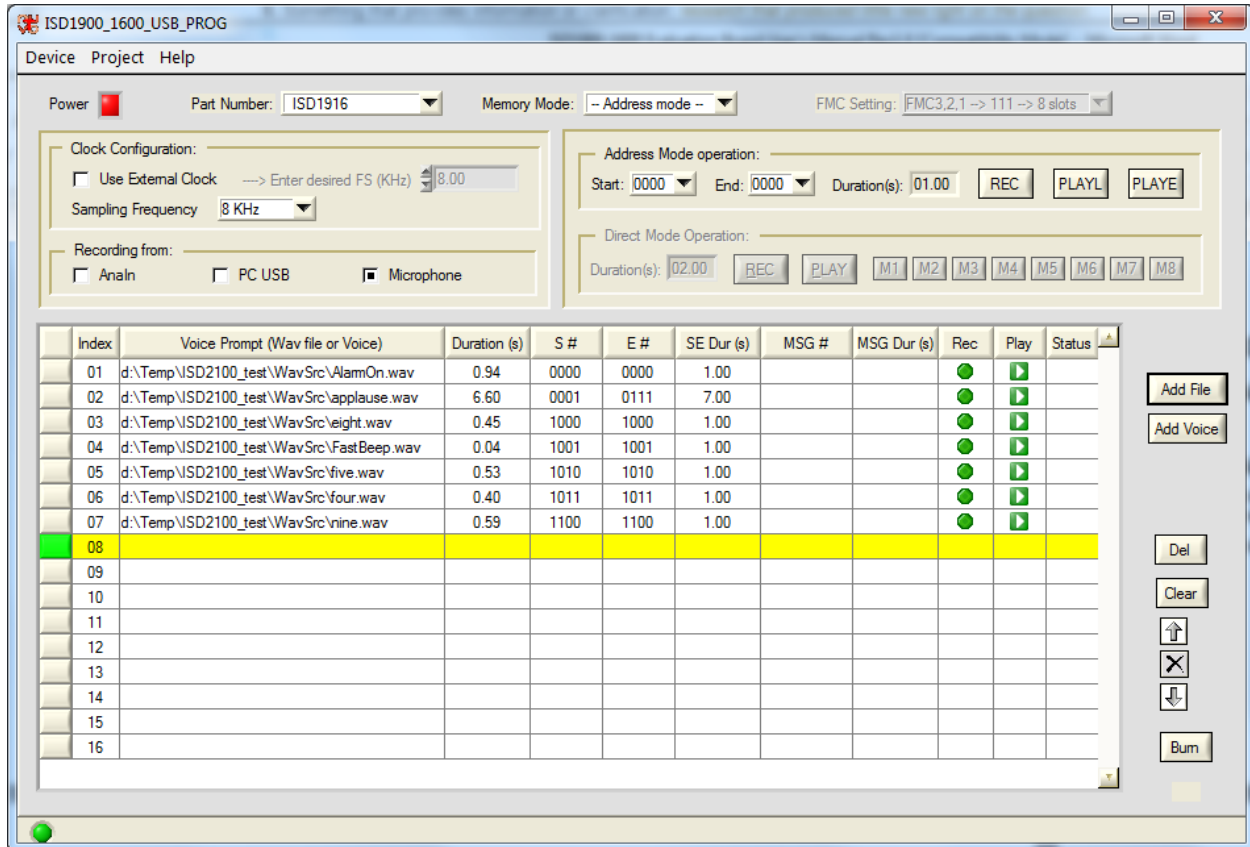 ISD1900_1600_USB_PROG
Device Project Help
Power Part Number: ISD1916 Memory Mode: -- Address mode -- FMC Setting: FMC3,2,1 --> 111 --> 8 slots
Clock Configuration:
Use External Clock ----> Enter desired FS (KHz) 8.00
Sampling Frequency 8 KHz
Recording from:
AnaIn PC USB Microphone
Address Mode operation:
Start: 0000 End: 0000 Duration(s): 01.00 REC PLAYL PLAYE
Direct Mode Operation:
Duration(s): 02.00 REC PLAY M1 M2 M3 M4 M5 M6 M7 M8
Index Voice Prompt (Wav file or Voice) Duration (s) S # E # SE Dur (s) MSG # MSG Dur (s) Rec Play Status
01 d:\Temp\ISD2100_test\WavSrc\AlarmOn.wav 0.94 0000 0000 1.00
02 d:\Temp\ISD2100_test\WavSrc\applause.wav 6.60 0001 0111 7.00
03 d:\Temp\ISD2100_test\WavSrc\eight.wav 0.45 1000 1000 1.00
04 d:\Temp\ISD2100_test\WavSrc\FastBeep.wav 0.04 1001 1001 1.00
05 d:\Temp\ISD2100_test\WavSrc\five.wav 0.53 1010 1010 1.00
06 d:\Temp\ISD2100_test\WavSrc\four.wav 0.40 1011 1011 1.00
07 d:\Temp\ISD2100_test\WavSrc\nine.wav 0.59 1100 1100 1.00
08
09
10
11
12
13
14
15
16
Add File
Add Voice
Del
Clear
Burn